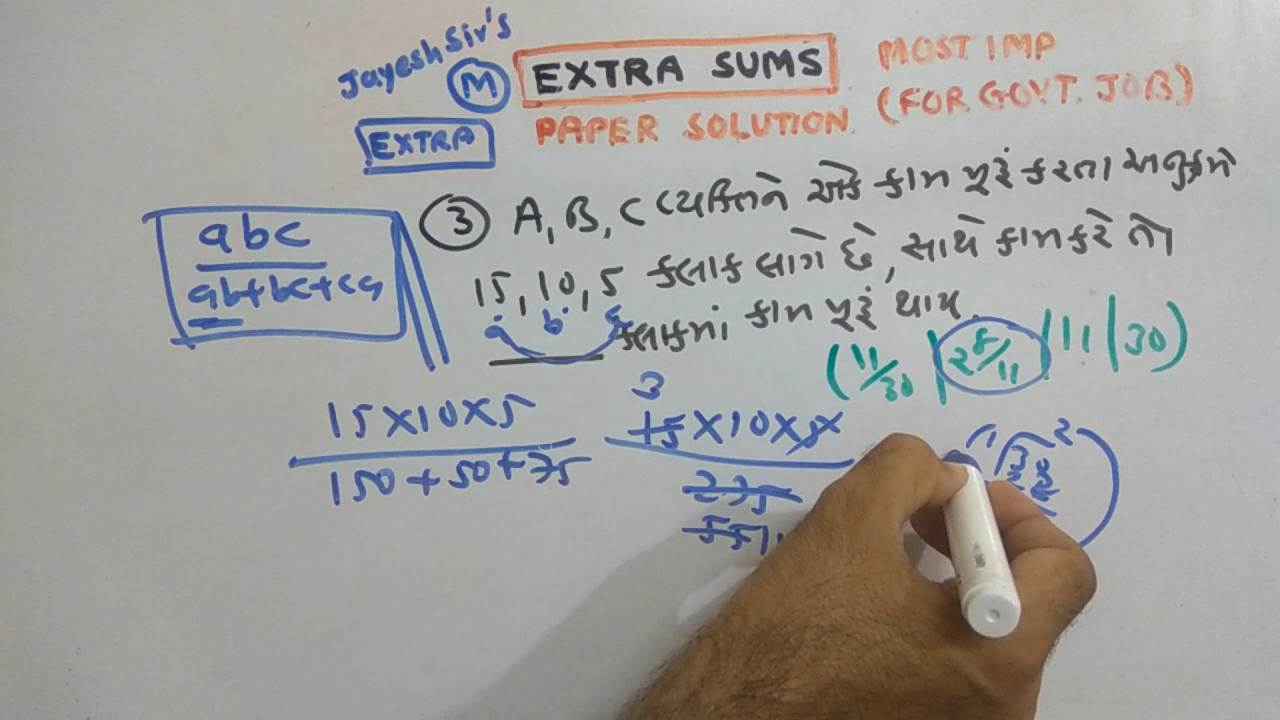 Jayesh Sir's
M
EXTRA SUMS
MOST IMP
EXTRA
PAPER SOLUTION. (FOR GOVT. JOB)
3 A, B, C વ્યક્તિને એક કામ પૂરૂં કરતા અનુક્રમે
15, 10, 5 કલાક લાગે છે, સાથે કામ કરે તો
___ કલાકમાં કામ પૂરૂં થાય.
a b c
(11/30 | 2 8/11 | 11 | 30)
abc
ab+bc+ca
15×10×5
150+50+75
3
15×10×5
275
55